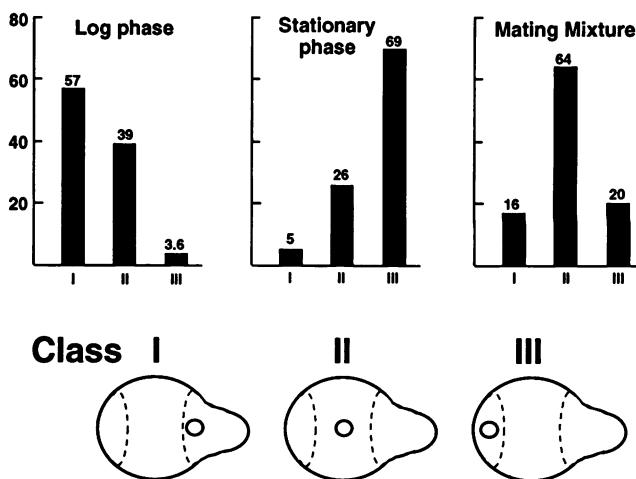 80
60
40
20
Log phase
57
39
3.6
I
II
III
Stationary
phase
5
26
69
I
II
III
Mating Mixture
16
64
20
I
II
III
Class I II III